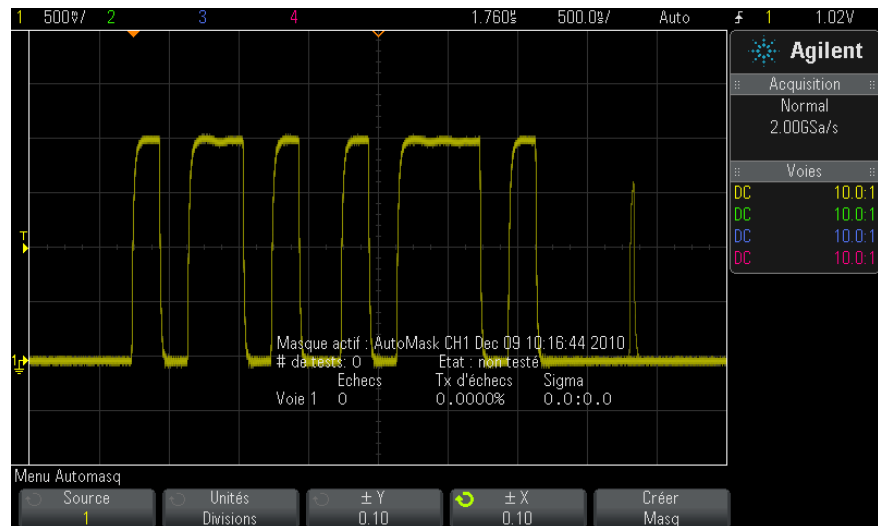 1 500㎷/ 2 3 4 1.760㎲ 500.0㎱/ Auto 1 1.02V
Agilent
Acquisition
Normal
2.00GSa/s
Voies
DC 10.0:1
DC 10.0:1
DC 10.0:1
DC 10.0:1
T
1
Masque actif : AutoMask CH1 Dec 09 10:16:44 2010
# de tests: 0 Etat : non testé
Echecs Tx d'échecs Sigma
Voie 1 0 0.0000% 0.0:0.0
Menu Automasq
Source Unités ± Y ± X Créer
1 Divisions 0.10 0.10 Masq